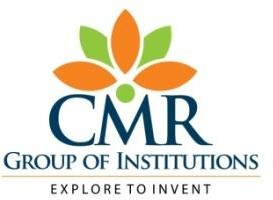 CMR
GROUP OF INSTITUTIONS
EXPLORE TO INVENT